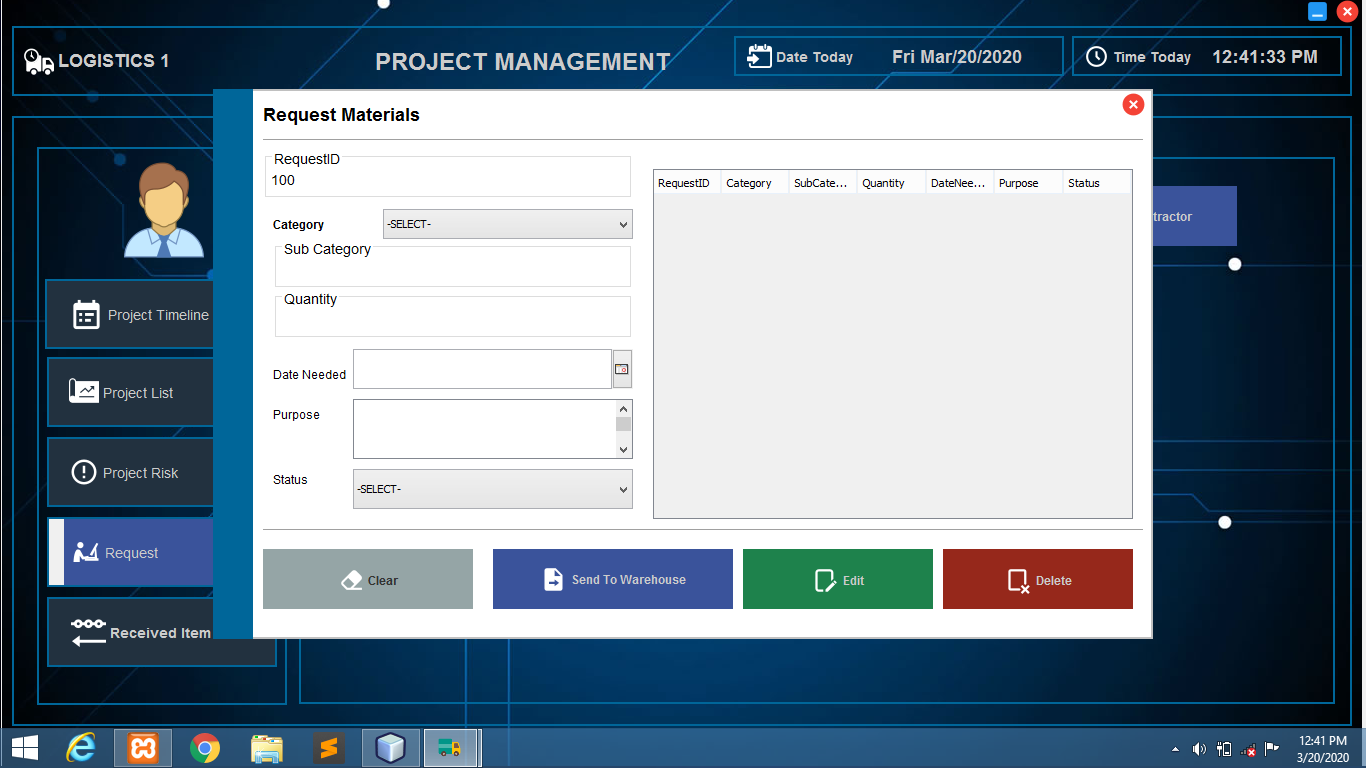 LOGISTICS 1
PROJECT MANAGEMENT
Date Today
Fri Mar/20/2020
Time Today
12:41:33 PM
Request Materials
RequestID
100
Category
-SELECT-
Sub Category
Quantity
Date Needed
Purpose
Status
-SELECT-
RequestID Category SubCate... Quantity DateNee... Purpose Status
tractor
Project Timeline
Project List
Project Risk
Request
Received Item
Clear
Send To Warehouse
Edit
Delete
12:41 PM
3/20/2020